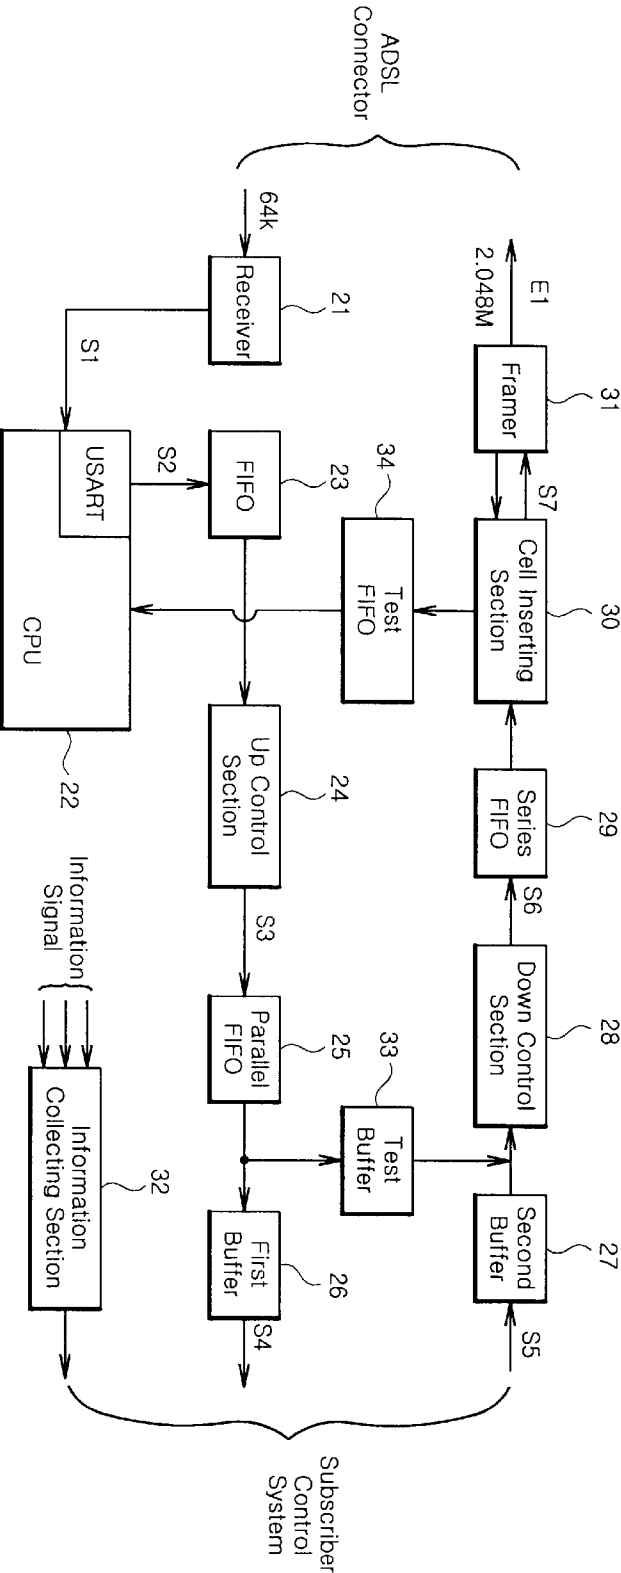 ADSL
Connector
E1
2.048M
31
Framer
S7
30
Cell Inserting
Section
29
Series
FIFO
S6
28
Down Control
Section
27
Second
Buffer
S5
34
Test
FIFO
33
Test
Buffer
64k
21
Receiver
S1
23
FIFO
S2
USART
CPU
22
24
Up Control
Section
S3
25
Parallel
FIFO
26
First
Buffer
S4
Information
Signal
32
Information
Collecting Section
Subscriber
Control
System